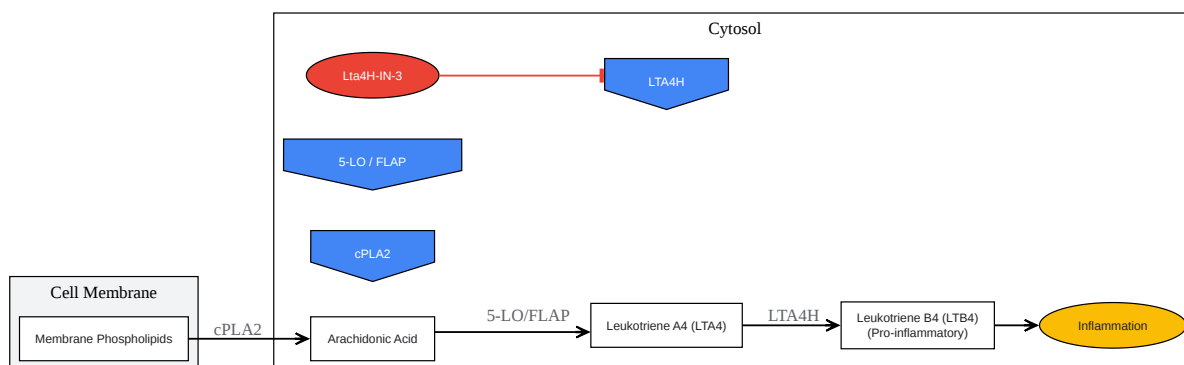 Cytosol
Lta4H-IN-3
LTA4H
5-LO / FLAP
cPLA2
Cell Membrane
Membrane Phospholipids
cPLA2
Arachidonic Acid
5-LO/FLAP
Leukotriene A4 (LTA4)
LTA4H
Leukotriene B4 (LTB4)
(Pro-inflammatory)
Inflammation